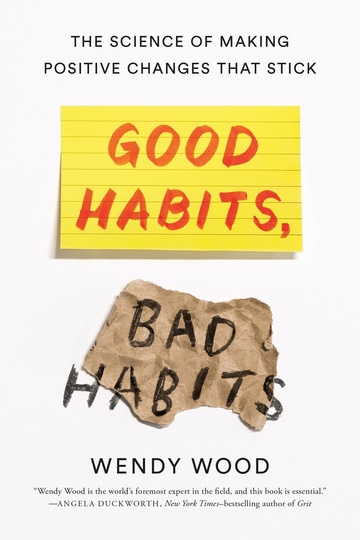 THE SCIENCE OF MAKING
POSITIVE CHANGES THAT STICK
GOOD
HABITS,
BAD
HABITS
WENDY WOOD
“Wendy Wood is the world’s foremost expert in the field, and this book is essential.”
—ANGELA DUCKWORTH, New York Times–bestselling author of Grit